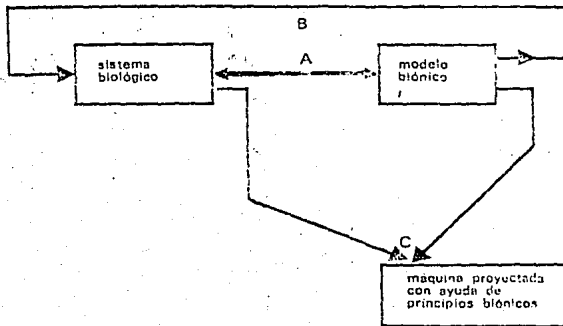 B
sistema
biológico
A
modelo
biónico
C
máquina proyectada
con ayuda de
principios biónicos